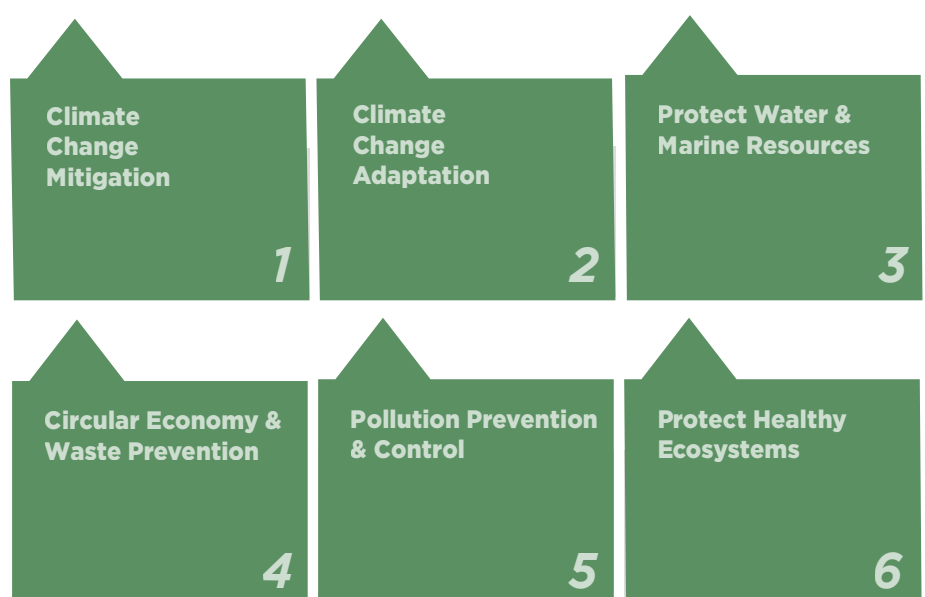 Climate
Change
Mitigation
1
Climate
Change
Adaptation
2
Protect Water &
Marine Resources
3
Circular Economy &
Waste Prevention
4
Pollution Prevention
& Control
5
Protect Healthy
Ecosystems
6